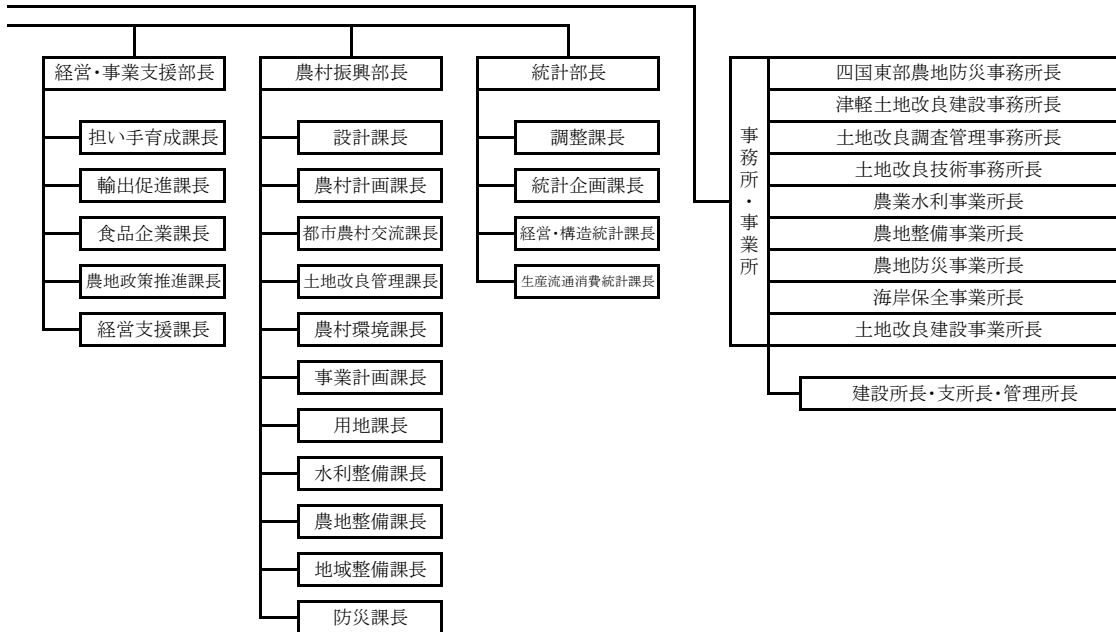 経営・事業支援部長
担い手育成課長
輸出促進課長
食品企業課長
農地政策推進課長
経営支援課長
農村振興部長
設計課長
農村計画課長
都市農村交流課長
土地改良管理課長
農村環境課長
事業計画課長
用地課長
水利整備課長
農地整備課長
地域整備課長
防災課長
統計部長
調整課長
統計企画課長
経営・構造統計課長
生産流通消費統計課長
事務所・事業所
四国東部農地防災事務所長
津軽土地改良建設事務所長
土地改良調査管理事務所長
土地改良技術事務所長
農業水利事業所長
農地整備事業所長
農地防災事業所長
海岸保全事業所長
土地改良建設事業所長
建設所長・支所長・管理所長